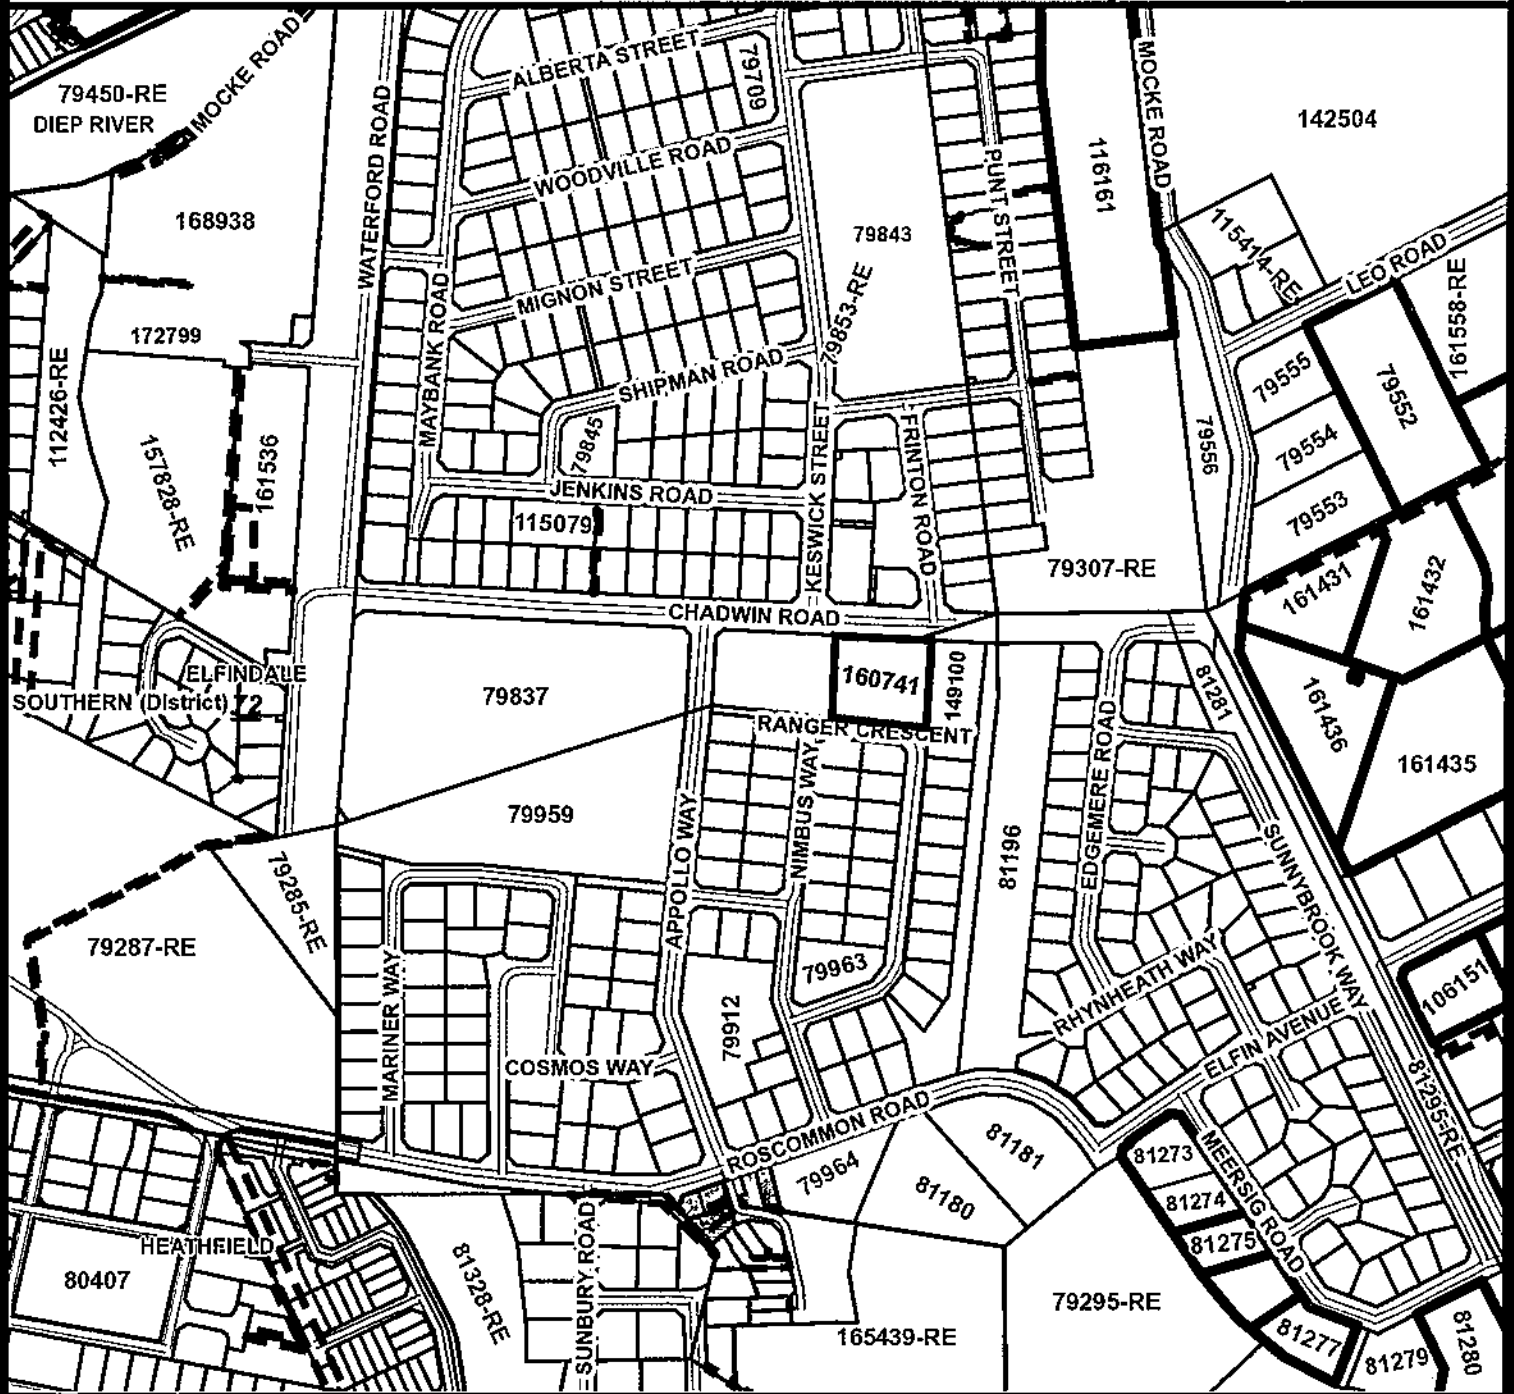 MOCKE ROAD
79450-RE
DIEP RIVER
ALBERTA STREET
79709
MOCKE ROAD
142504
WATERFORD ROAD
WOODVILLE ROAD
PUNT STREET
116161
168938
79843
115414-RE
LEO ROAD
MIGNON STREET
79853-RE
161558-RE
172799
MAYBANK ROAD
SHIPMAN ROAD
79555
79552
112426-RE
157828-RE
161536
79845
KESWICK STREET
FRINTON ROAD
79556
79554
JENKINS ROAD
115079
79553
79307-RE
161431
161432
CHADWIN ROAD
ELFINDALE
SOUTHERN (District) 72
79837
160741
149100
81281
161436
RANGER CRESCENT
161435
79959
APPOLLO WAY
NIMBUS WAY
81196
EDGEMERE ROAD
SUNNYBROOK WAY
79285-RE
79287-RE
79963
RHYNHEATH WAY
106151
MARINER WAY
79912
COSMOS WAY
ELFIN AVENUE
81295-RE
ROSCOMMON ROAD
81181
79964
81180
81273
81274
MEERSIG ROAD
81275
HEATHFIELD
80407
81328-RE
SUNBURY ROAD
79295-RE
165439-RE
81277
81279
81280